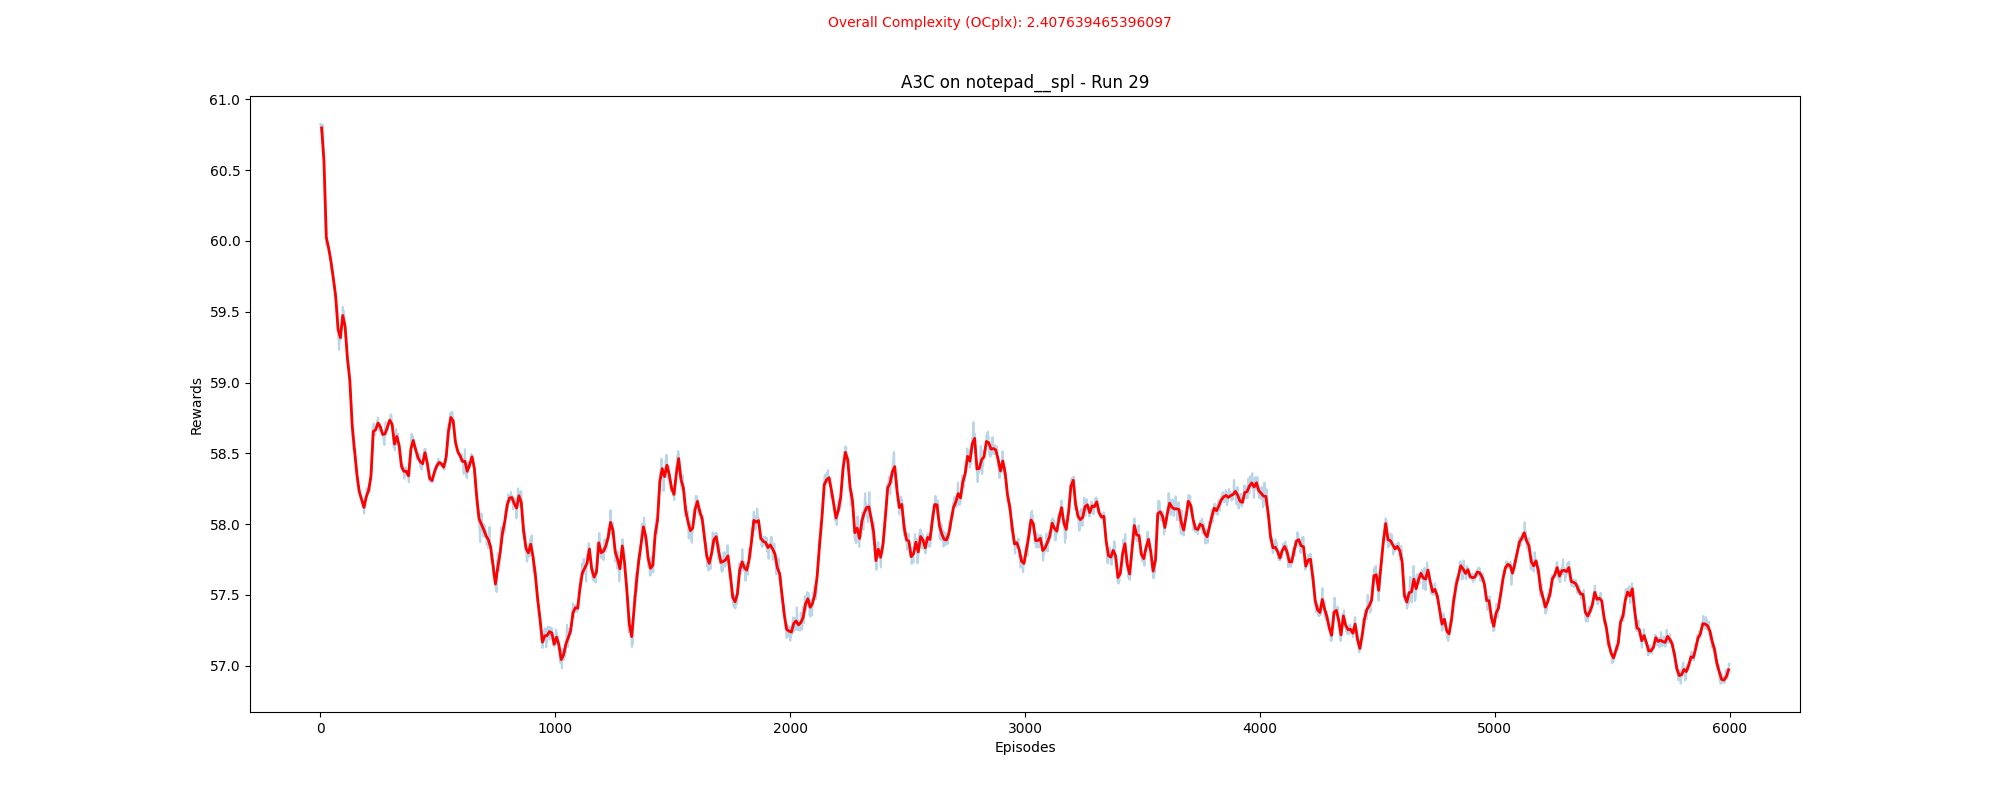 Overall Complexity (OCplx): 2.407639465396097
A3C on notepad__spl - Run 29
61.0
60.5
60.0
59.5
59.0
58.5
58.0
57.5
57.0
Rewards
0 1000 2000 3000 4000 5000 6000
Episodes